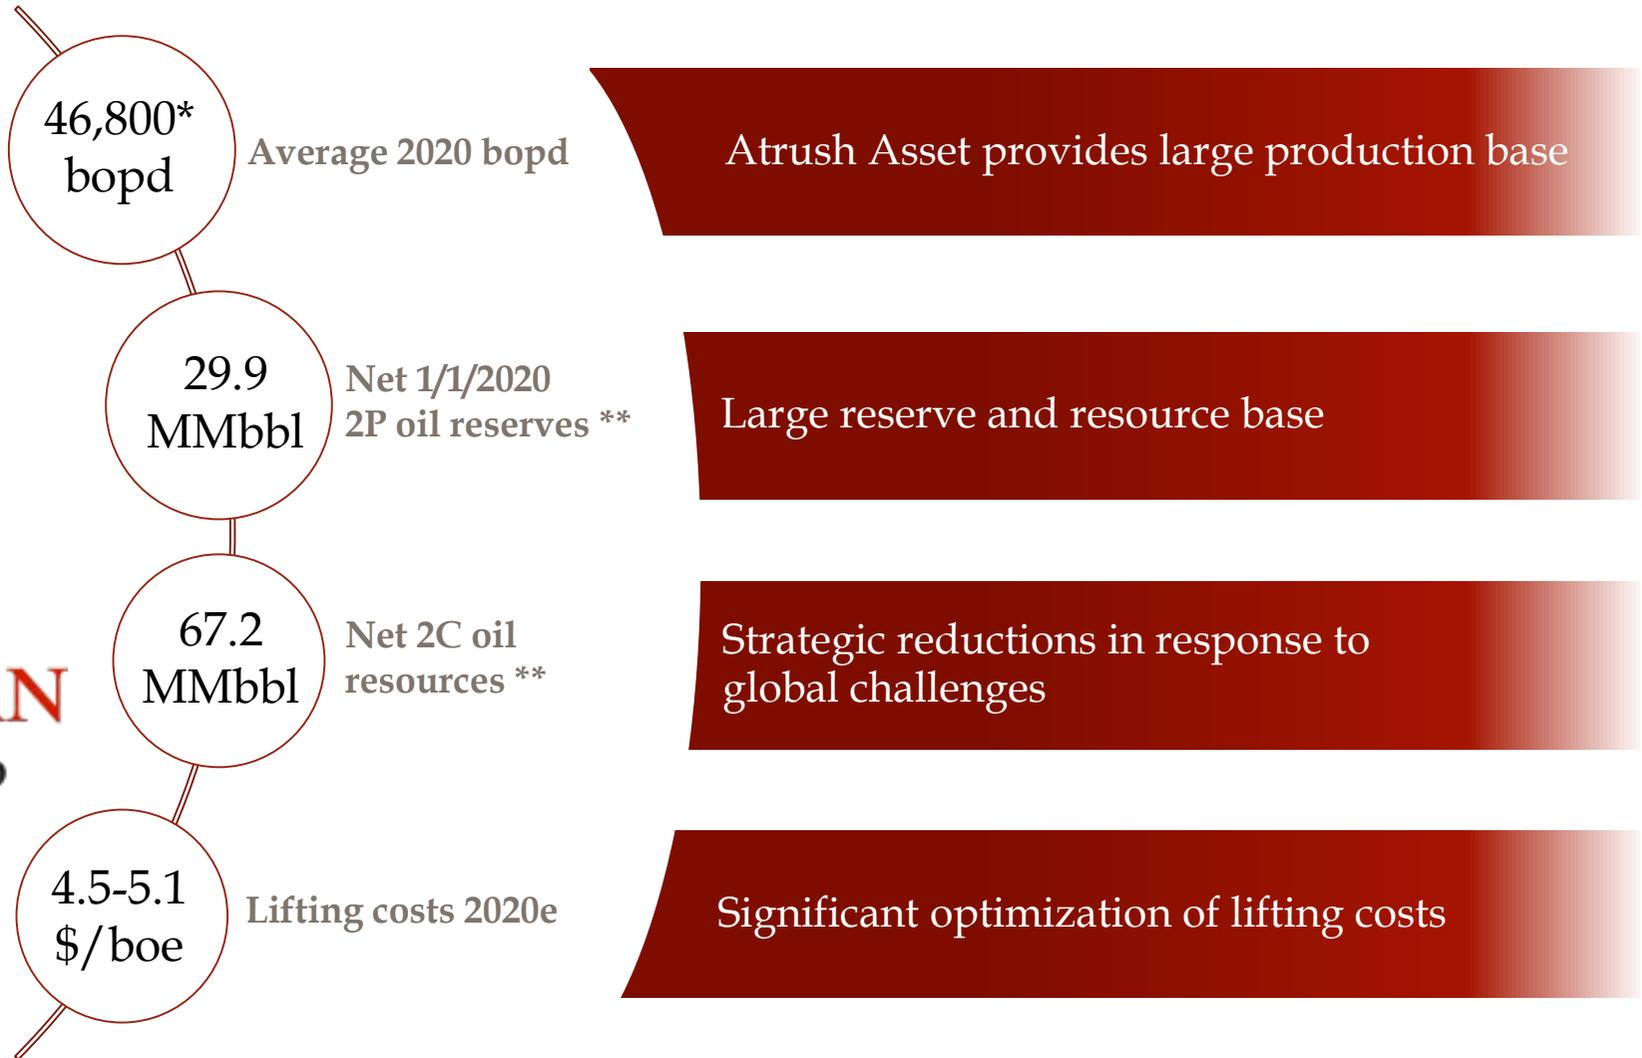 46,800*
bopd
Average 2020 bopd
Atrush Asset provides large production base
29.9
MMbbl
Net 1/1/2020
2P oil reserves **
Large reserve and resource base
67.2
MMbbl
Net 2C oil
resources **
Strategic reductions in response to
global challenges
N
4.5-5.1
$/boe
Lifting costs 2020e
Significant optimization of lifting costs